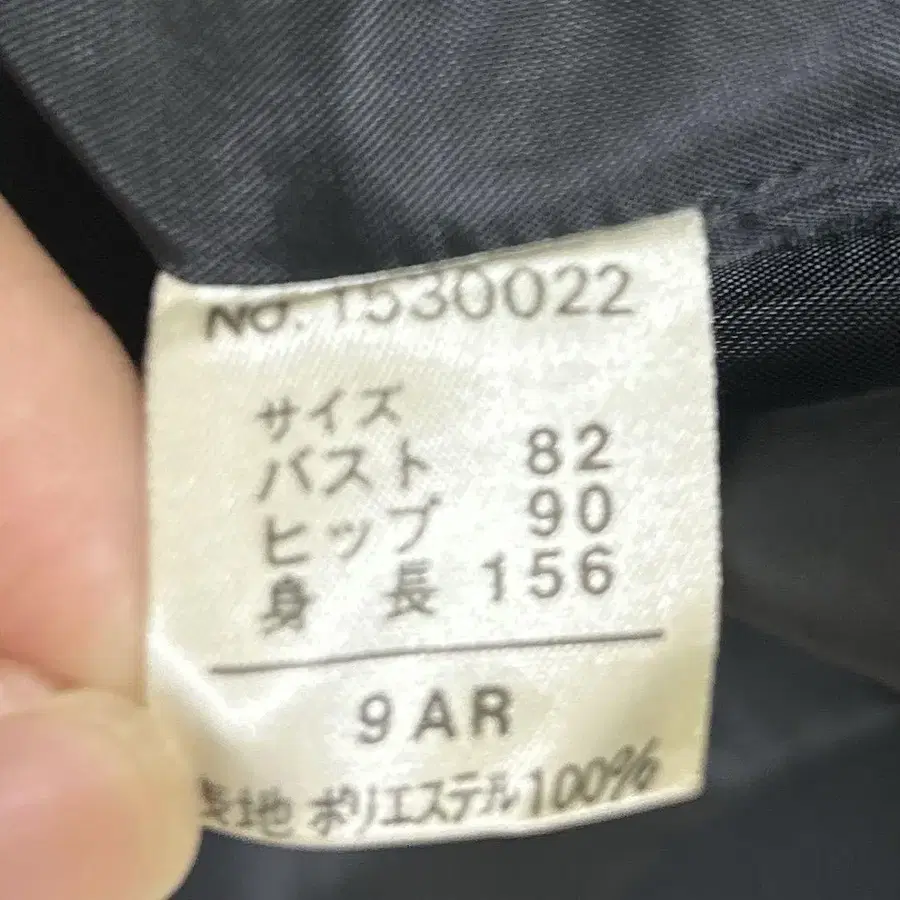 No. 1530022
サイズ
バスト 82
ヒップ 90
身長 156
9AR
表地 ポリエステル100%